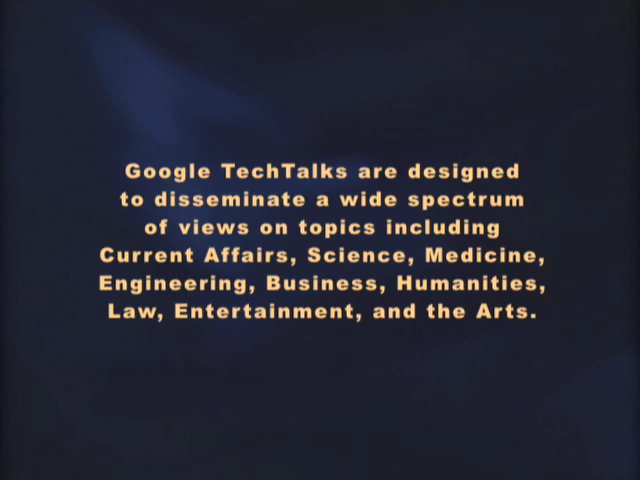 Google TechTalks are designed
to disseminate a wide spectrum
of views on topics including
Current Affairs, Science, Medicine,
Engineering, Business, Humanities,
Law, Entertainment, and the Arts.